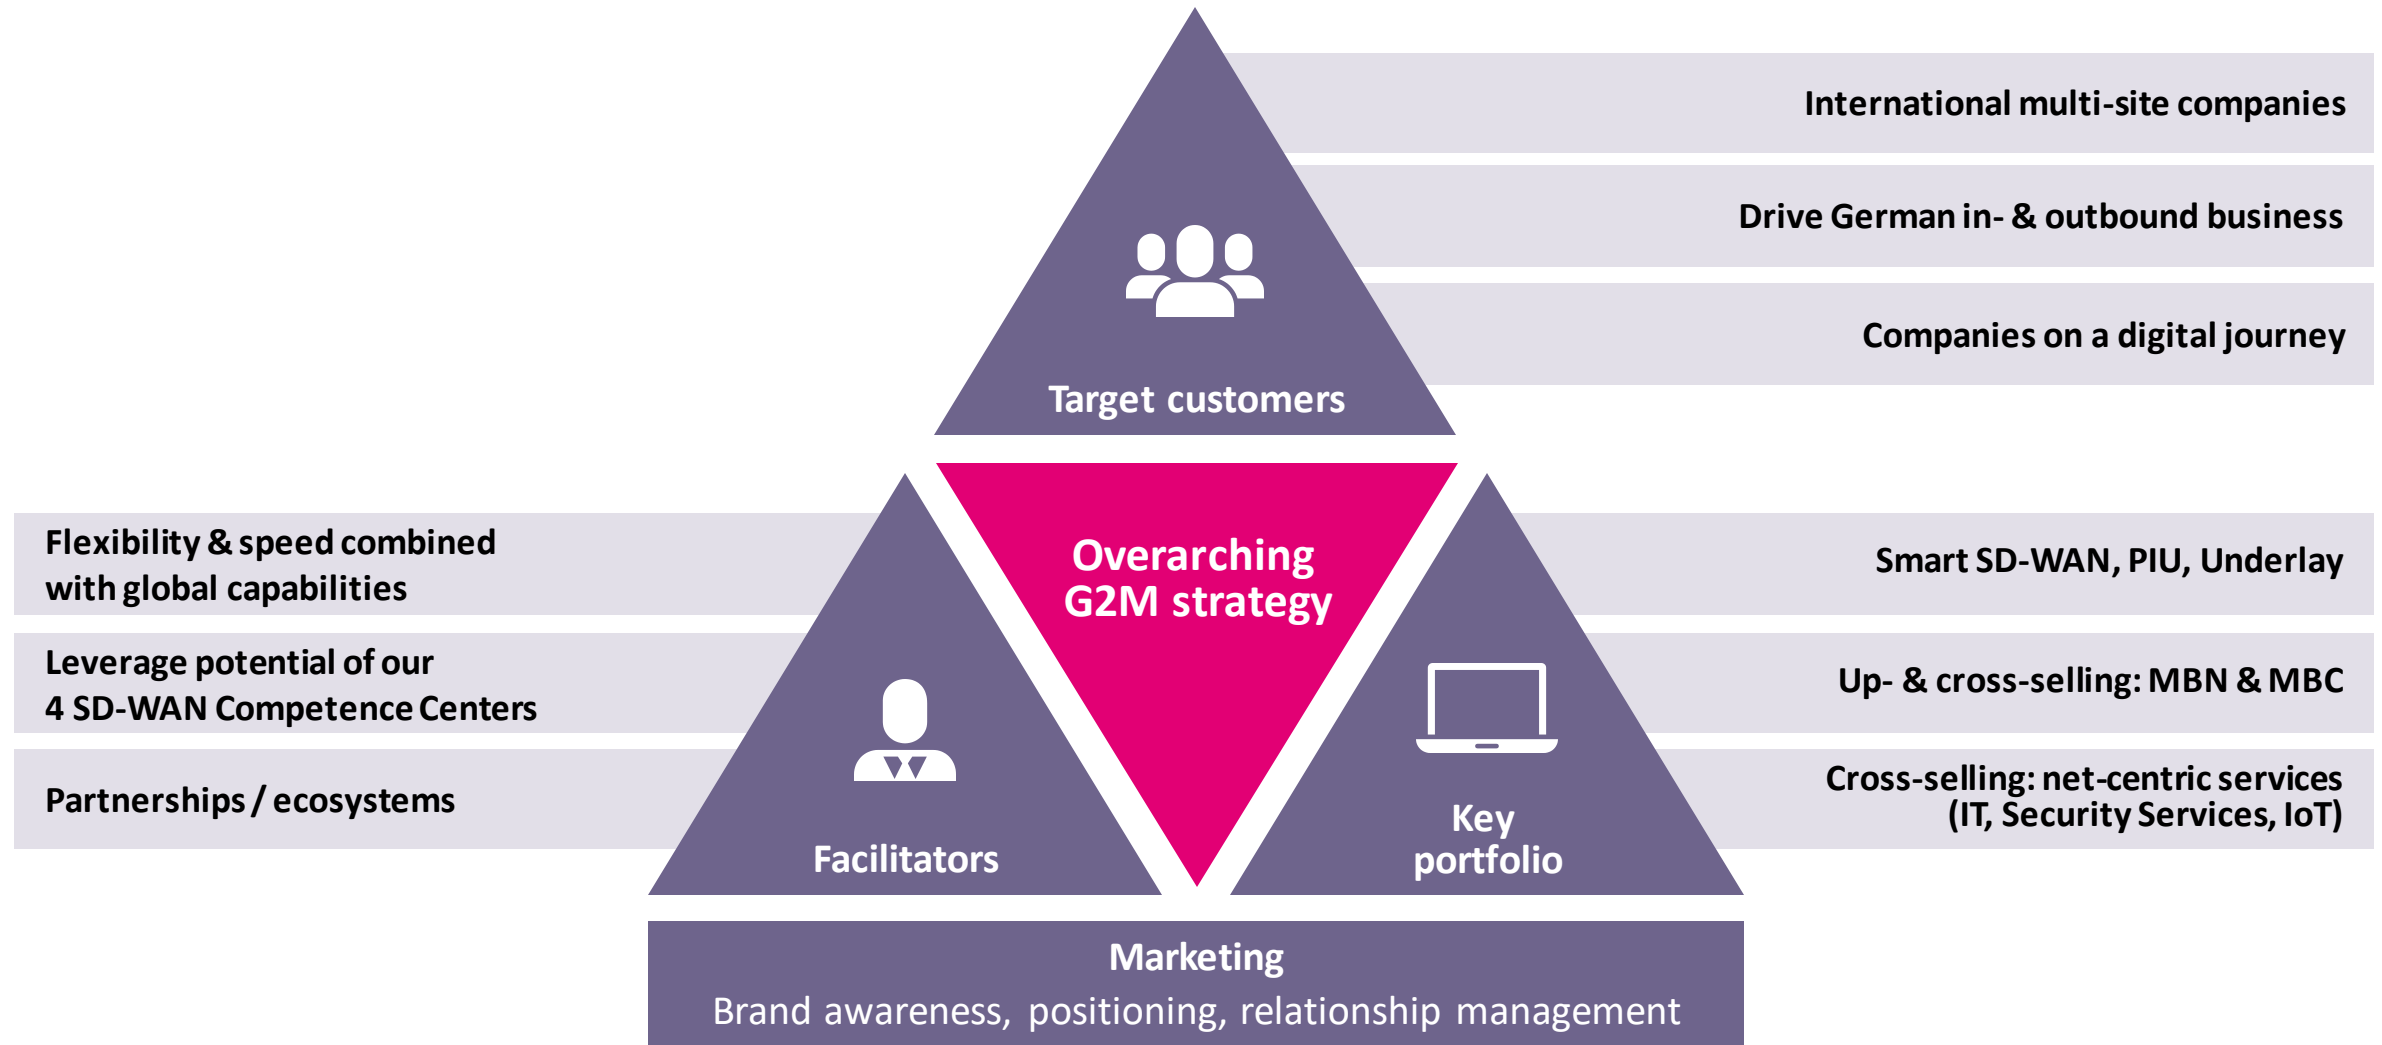 International multi-site companies
Drive German in- & outbound business
Companies on a digital journey
Target customers
Overarching
G2M strategy
Flexibility & speed combined
with global capabilities
Leverage potential of our
4 SD-WAN Competence Centers
Partnerships / ecosystems
Facilitators
Smart SD-WAN, PIU, Underlay
Up- & cross-selling: MBN & MBC
Cross-selling: net-centric services
(IT, Security Services, IoT)
Key
portfolio
Marketing
Brand awareness, positioning, relationship management